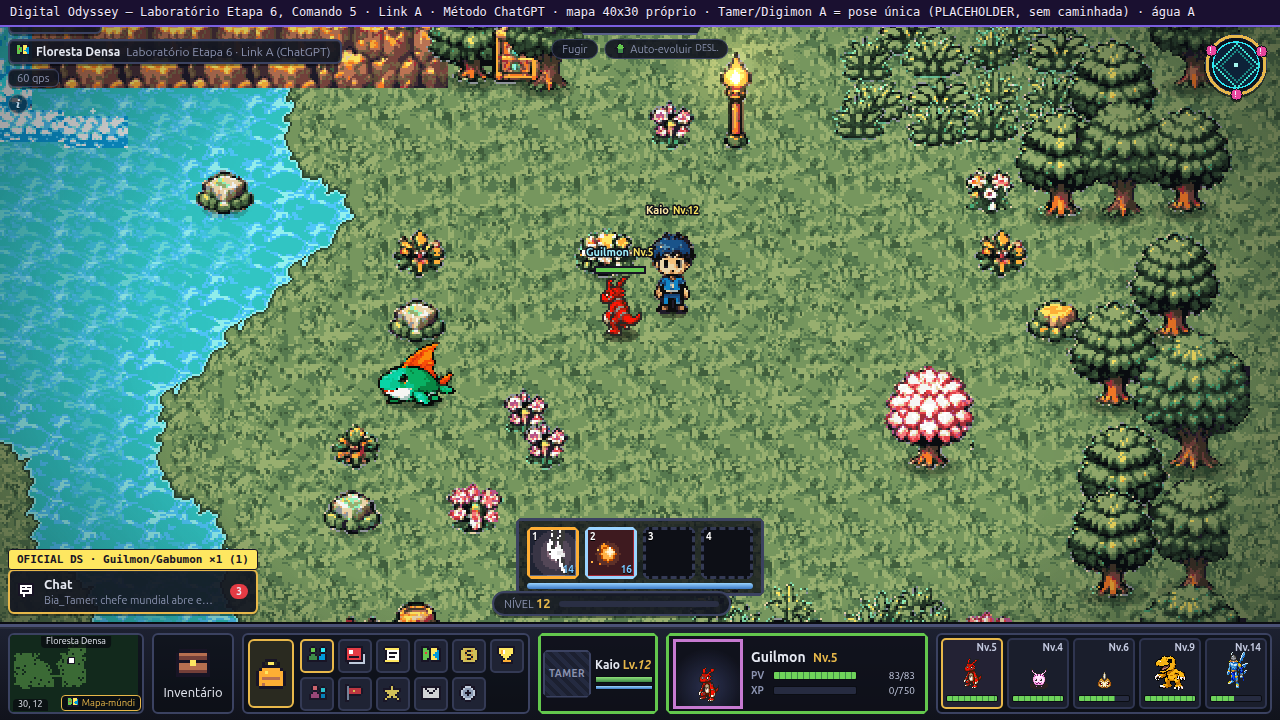 Digital Odyssey — Laboratório Etapa 6, Comando 5 · Link A · Método ChatGPT · mapa 40x30 próprio · Tamer/Digimon A = pose única (PLACEHOLDER, sem caminhada) · água A
Floresta Densa Laboratório Etapa 6 · Link A (ChatGPT)
Fugir
Auto-evoluir DESL.
60 qps
i
Kaio Nv.12
Guilmon Nv.5
OFICIAL DS · Guilmon/Gabumon ×1 (1)
Chat
Bia_Tamer: chefe mundial abre e…
3
1 14
2 16
3
4
NÍVEL 12
Floresta Densa
30, 12
Mapa-múndi
Inventário
TAMER
Kaio Lv.12
Guilmon Nv.5
PV 83/83
XP 0/750
Nv.5
Nv.4
Nv.6
Nv.9
Nv.14